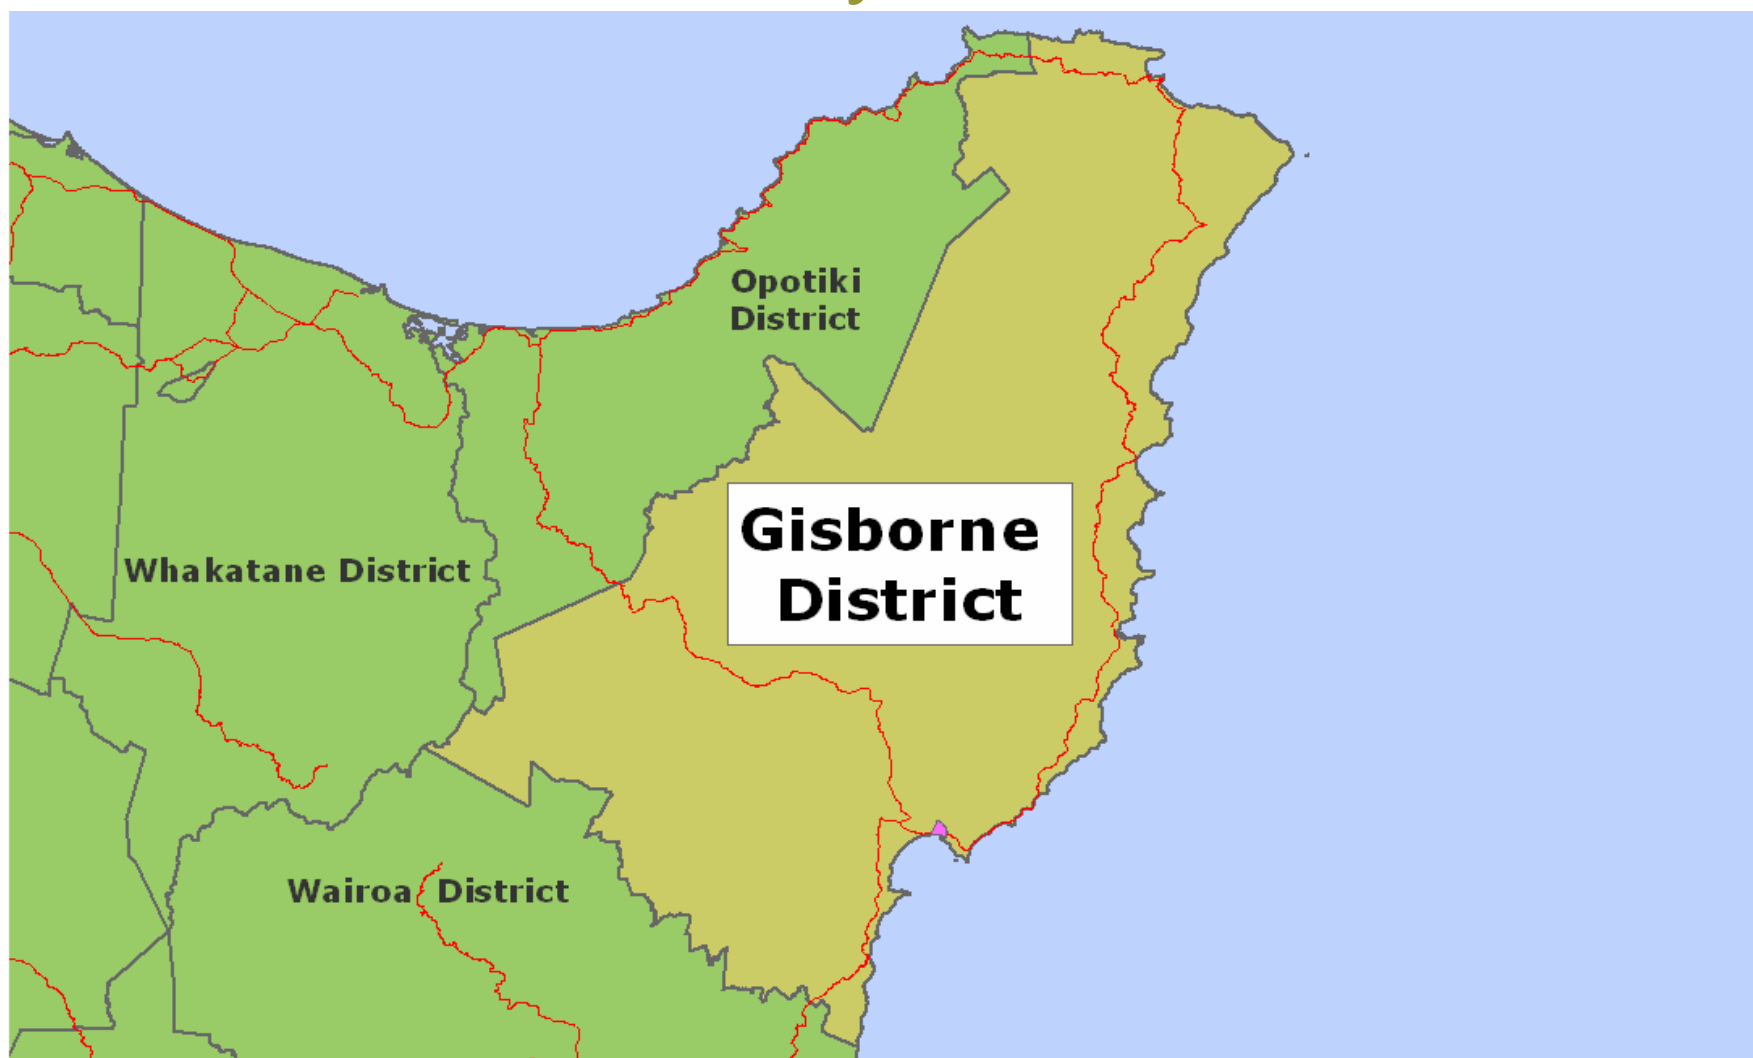 Opotiki
District
Gisborne
District
Whakatane District
Wairoa District